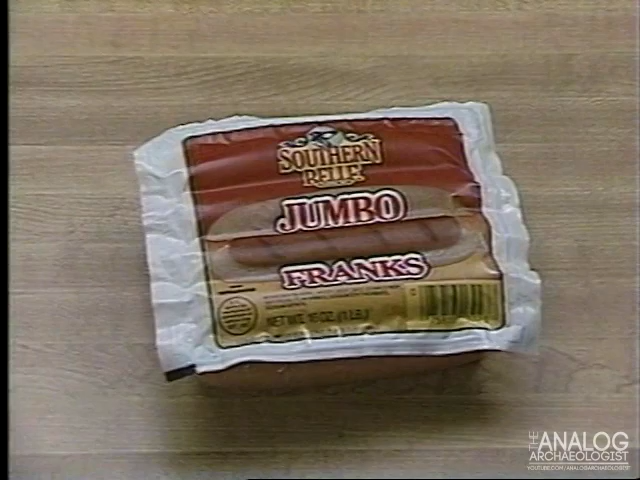 SOUTHERN
BELLE
JUMBO
FRANKS
NET WT. 16 OZ. (1 LB.)
THE
ANALOG
ARCHAEOLOGIST
YOUTUBE.COM/ANALOGARCHAEOLOGIST